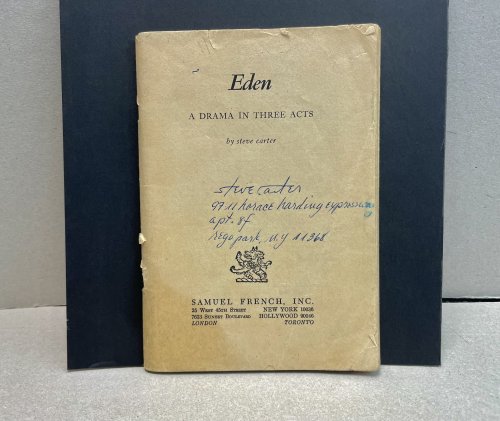 Eden
A DRAMA IN THREE ACTS
by steve carter
steve carter
97-11 horace harding expressway
apt. 8f
rego park, n.y 11368
SAMUEL FRENCH, INC.
25 WEST 45TH STREET NEW YORK 10036
7623 SUNSET BOULEVARD HOLLYWOOD 90046
LONDON TORONTO